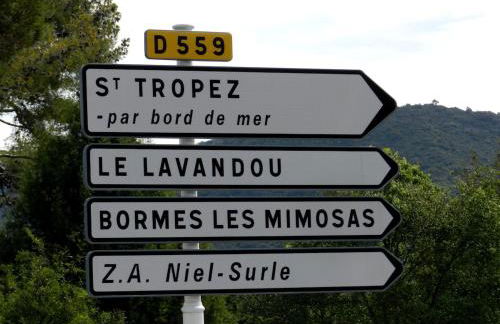 D 559
Sᵀ TROPEZ
-par bord de mer
LE LAVANDOU
BORMES LES MIMOSAS
Z.A. Niel-Surle